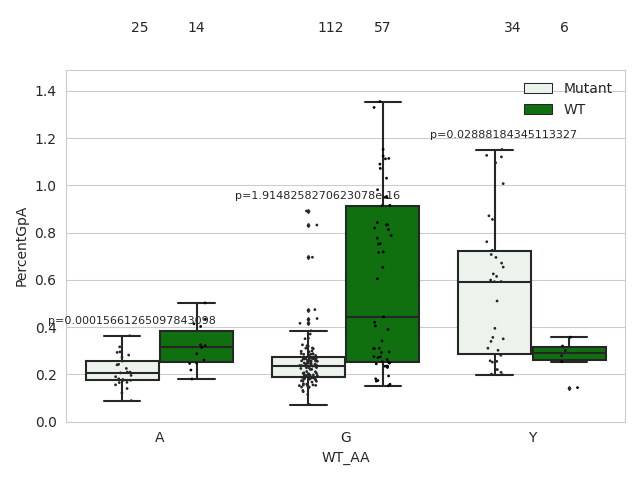 25 14 112 57 34 6
1.4
Mutant
WT
1.2
p=0.02888184345113327
1.0
p=1.9148258270623078e-16
0.8
PercentGpA
0.6
0.4
p=0.00015661265097843098
0.2
0.0
A G Y
WT_AA